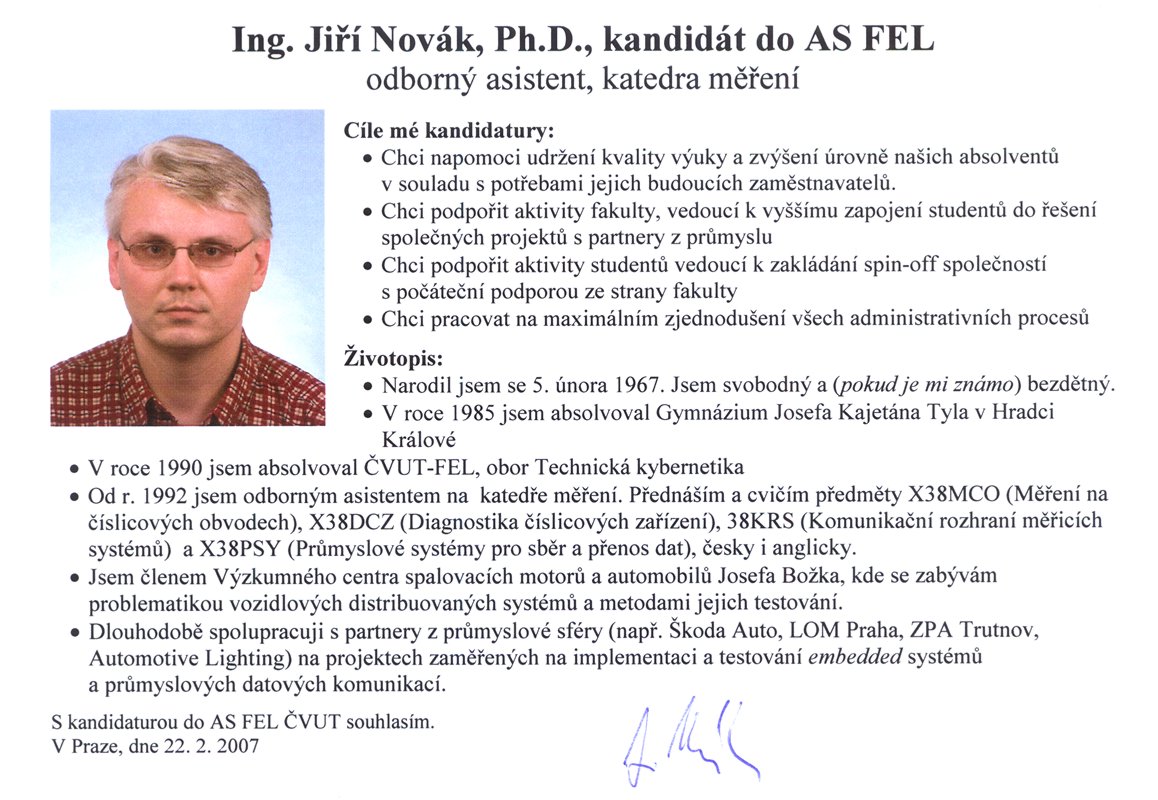 Ing. Jiří Novák, Ph.D., kandidát do AS FEL
odborný asistent, katedra měření
Cíle mé kandidatury:
• Chci napomoci udržení kvality výuky a zvýšení úrovně našich absolventů
v souladu s potřebami jejich budoucích zaměstnavatelů.
• Chci podpořit aktivity fakulty, vedoucí k vyššímu zapojení studentů do řešení
společných projektů s partnery z průmyslu
• Chci podpořit aktivity studentů vedoucí k zakládání spin-off společností
s počáteční podporou ze strany fakulty
• Chci pracovat na maximálním zjednodušení všech administrativních procesů
Životopis:
• Narodil jsem se 5. února 1967. Jsem svobodný a (pokud je mi známo) bezdětný.
• V roce 1985 jsem absolvoval Gymnázium Josefa Kajetána Tyla v Hradci
Králové
• V roce 1990 jsem absolvoval ČVUT-FEL, obor Technická kybernetika
• Od r. 1992 jsem odborným asistentem na katedře měření. Přednáším a cvičím předměty X38MCO (Měření na
číslicových obvodech), X38DCZ (Diagnostika číslicových zařízení), 38KRS (Komunikační rozhraní měřicích
systémů) a X38PSY (Průmyslové systémy pro sběr a přenos dat), česky i anglicky.
• Jsem členem Výzkumného centra spalovacích motorů a automobilů Josefa Božka, kde se zabývám
problematikou vozidlových distribuovaných systémů a metodami jejich testování.
• Dlouhodobě spolupracuji s partnery z průmyslové sféry (např. Škoda Auto, LOM Praha, ZPA Trutnov,
Automotive Lighting) na projektech zaměřených na implementaci a testování embedded systémů
a průmyslových datových komunikací.
S kandidaturou do AS FEL ČVUT souhlasím.
V Praze, dne 22. 2. 2007